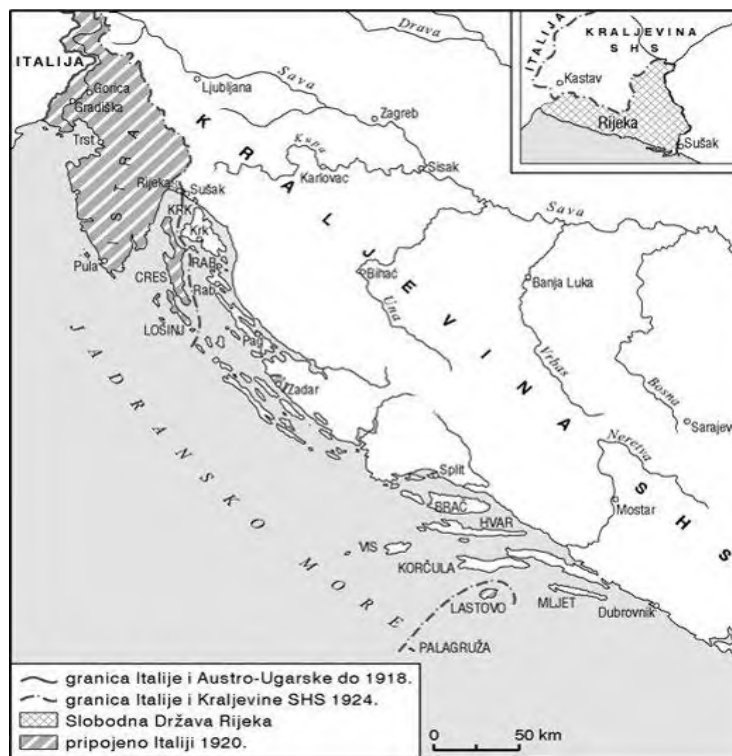 Drava
ITALIJA
KRALJEVINA
SHS
Kastav
Rijeka
Sušak
ITALIJA
Gorica
Gradiška
Ljubljana
Sava
Zagreb
Trst
Kupa
Karlovac
Sisak
ISTRA
Rijeka
Sušak
KRK
Krk
Sava
KRALJEVINA
SHS
Pula
CRES
RAB
Rab
Bihać
Una
Banja Luka
Vrbas
LOŠINJ
Pag
Zadar
Bosna
Sarajev
Neretva
Mostar
JADRANSKO MORE
Split
BRAČ
HVAR
VIS
KORČULA
LASTOVO
MLJET
Dubrovnik
PALAGRUŽA
granica Italije i Austro-Ugarske do 1918.
granica Italije i Kraljevine SHS 1924.
Slobodna Država Rijeka
pripojeno Italiji 1920.
0 50 km